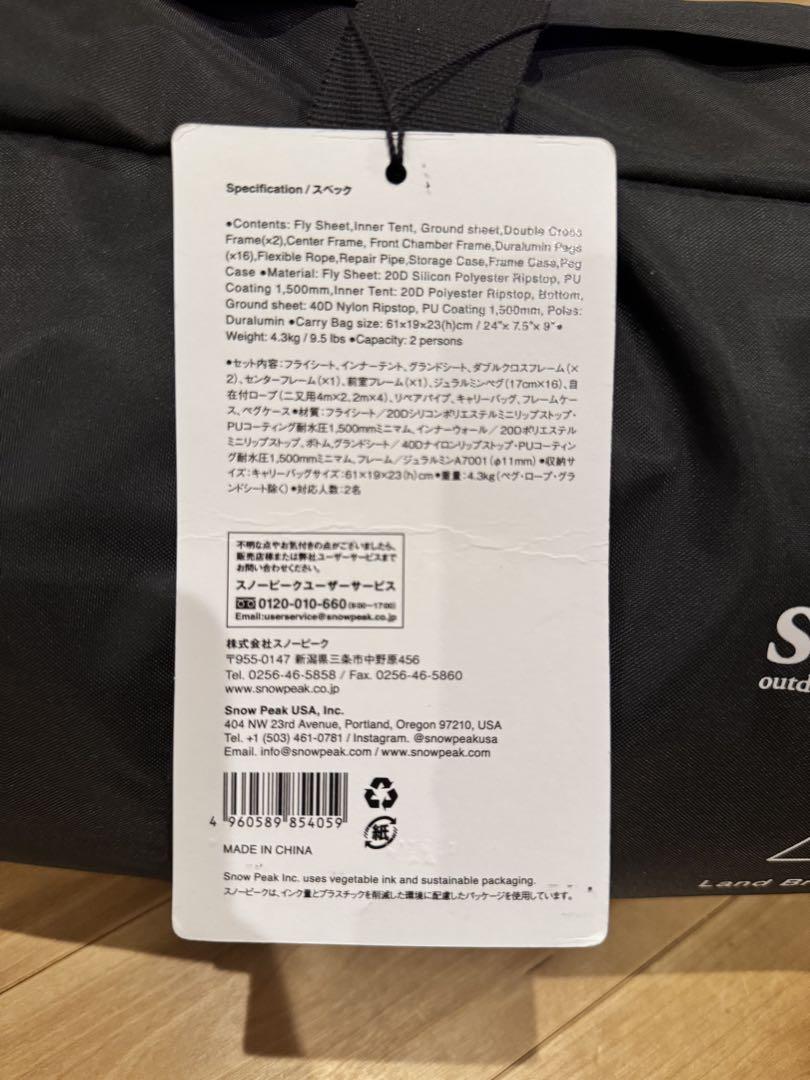 Specification / スペック
●Contents: Fly Sheet,Inner Tent, Ground sheet,Double Cross
Frame(x2),Center Frame, Front Chamber Frame,Duralumin Pegs
(x16),Flexible Rope,Repair Pipe,Storage Case,Frame Case,Peg
Case ●Material: Fly Sheet: 20D Silicon Polyester Ripstop, PU
Coating 1,500mm,Inner Tent: 20D Polyester Ripstop, Bottom,
Ground sheet: 40D Nylon Ripstop, PU Coating 1,500mm, Poles:
Duralumin ●Carry Bag size: 61×19×23(h)cm / 24"x 7.5"x 9"●
Weight: 4.3kg / 9.5 lbs ●Capacity: 2 persons
●セット内容：フライシート、インナーテント、グランドシート、ダブルクロスフレーム（×
2）、センターフレーム（×1）、前室フレーム（×1）、ジュラルミンペグ（17cm×16）、自
在付ロープ（二又用4m×2、2m×4）、リペアパイプ、キャリーバッグ、フレームケー
ス、ペグケース ●材質：フライシート／20Dシリコンポリエステルミニリップストップ・
PUコーティング耐水圧1,500mmミニマム、インナーウォール／20Dポリエステル
ミニリップストップ、ボトム、グランドシート／40Dナイロンリップストップ・PUコーティン
グ耐水圧1,500mmミニマム、フレーム／ジュラルミンA7001（φ11mm）●収納サ
イズ：キャリーバッグサイズ：61×19×23（h）cm ●重量：4.3kg（ペグ・ロープ・グラ
ンドシート除く）●対応人数：2名
不明な点やお気付きの点がございましたら、
販売店様または弊社ユーザーサービスまで
お問い合わせください。
スノーピークユーザーサービス
0120-010-660（9:00〜17:00）
Email:userservice@snowpeak.co.jp
株式会社スノーピーク
〒955-0147 新潟県三条市中野原456
Tel. 0256-46-5858 / Fax. 0256-46-5860
www.snowpeak.co.jp
Snow Peak USA, Inc.
404 NW 23rd Avenue, Portland, Oregon 97210, USA
Tel. +1 (503) 461-0781 / Instagram. @snowpeakusa
Email. info@snowpeak.com / www.snowpeak.com
4 960589 854059
紙
MADE IN CHINA
Snow Peak Inc. uses vegetable ink and sustainable packaging.
スノーピークは、インク量とプラスチックを削減した環境に配慮したパッケージを使用しています。
S
outd
Land Br